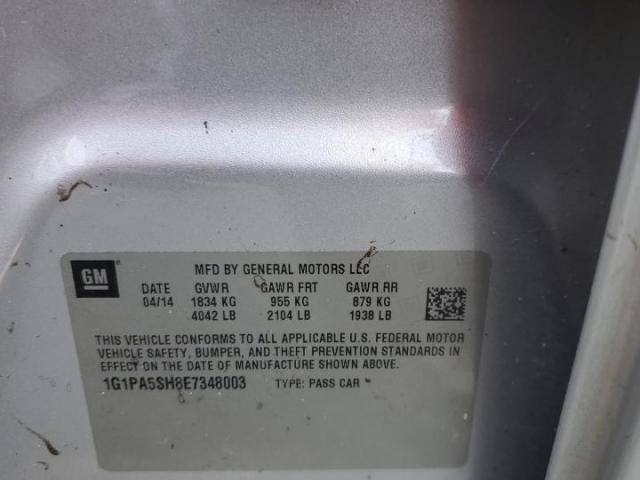 GM
MFD BY GENERAL MOTORS LLC
DATE GVWR GAWR FRT GAWR RR
04/14 1834 KG 955 KG 879 KG
4042 LB 2104 LB 1938 LB
THIS VEHICLE CONFORMS TO ALL APPLICABLE U.S. FEDERAL MOTOR
VEHICLE SAFETY, BUMPER, AND THEFT PREVENTION STANDARDS IN
EFFECT ON THE DATE OF MANUFACTURE SHOWN ABOVE.
1G1PA5SH8E7348003 TYPE: PASS CAR